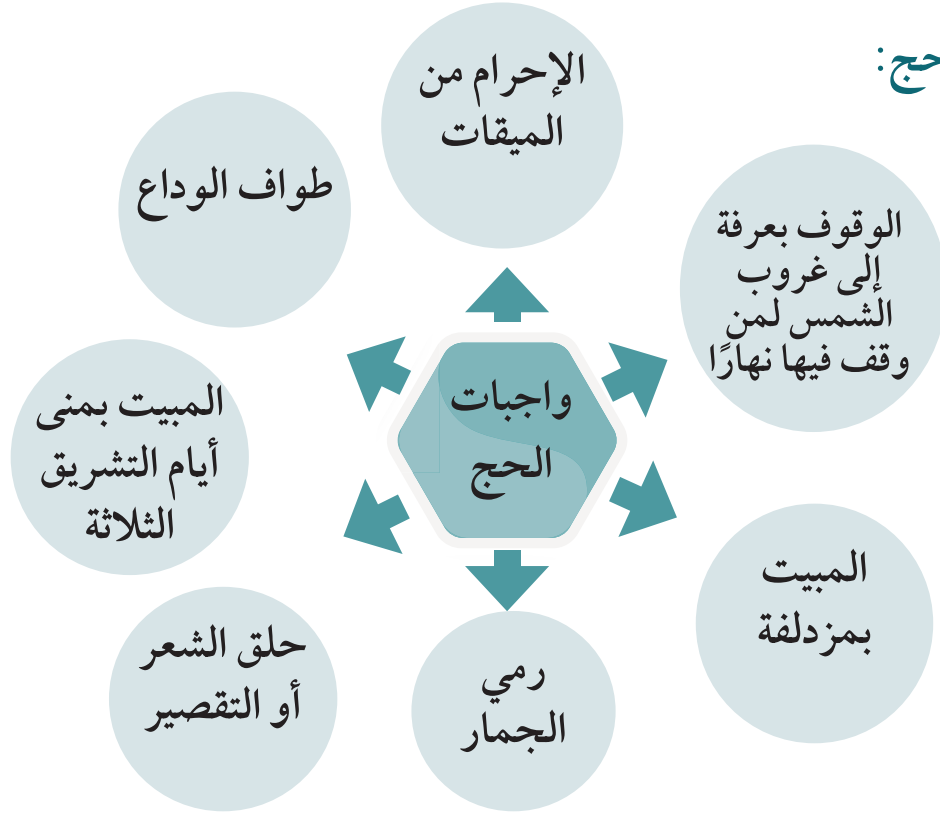 حج:
واجبات
الحج
الإحرام من
الميقات
الوقوف بعرفة
إلى غروب
الشمس لمن
وقف فيها نهارًا
المبيت
بمزدلفة
رمي
الجمار
حلق الشعر
أو التقصير
المبيت بمنى
أيام التشريق
الثلاثة
طواف الوداع